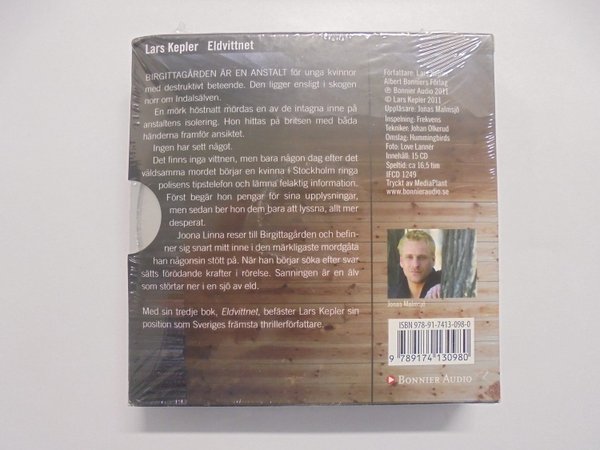 Lars Kepler Eldvittnet
BIRGITTAGÅRDEN ÄR EN ANSTALT för unga kvinnor
med destruktivt beteende. Den ligger ensligt i skogen
norr om Indalsälven.
En mörk höstnatt mördas en av de intagna inne på
anstaltens isolering. Hon hittas på britsen med båda
händerna framför ansiktet.
Ingen har sett något.
Det finns inga vittnen, men bara någon dag efter det
våldsamma mordet börjar en kvinna i Stockholm ringa
polisens tipstelefon och lämna felaktig information.
Först begär hon pengar för sina upplysningar,
men sedan ber hon dem bara att lyssna, allt mer
desperat.
Joona Linna reser till Birgittagården och befin-
ner sig snart mitt inne i den märkligaste mordgåta
han någonsin stött på. När han börjar söka efter svar
sätts förödande krafter i rörelse. Sanningen är en älv
som störtar ner i en sjö av eld.
Med sin tredje bok, Eldvittnet, befäster Lars Kepler sin
position som Sveriges främsta thrillerförfattare.
Författare: Lars Kepler
Albert Bonniers Förlag
℗ Bonnier Audio 2011
© Lars Kepler 2011
Uppläsare: Jonas Malmsjö
Inspelning: Frekvens
Tekniker: Johan Olkerud
Omslag: Hummingbirds
Foto: Love Lannér
Innehåll: 15 CD
Speltid: ca 16,5 tim
IFCD 1249
Tryckt av MediaPlast
www.bonnieraudio.se
Jonas Malmsjö
ISBN 978-91-7413-098-0
9 789174 130980
BONNIER AUDIO